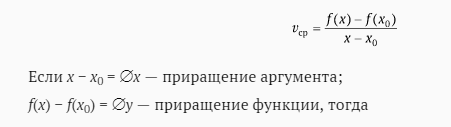 vср = f(x) – f(x₀) / x – x₀
Если x − x₀ = ∅x — приращение аргумента;
f(x) − f(x₀) = ∅y — приращение функции, тогда